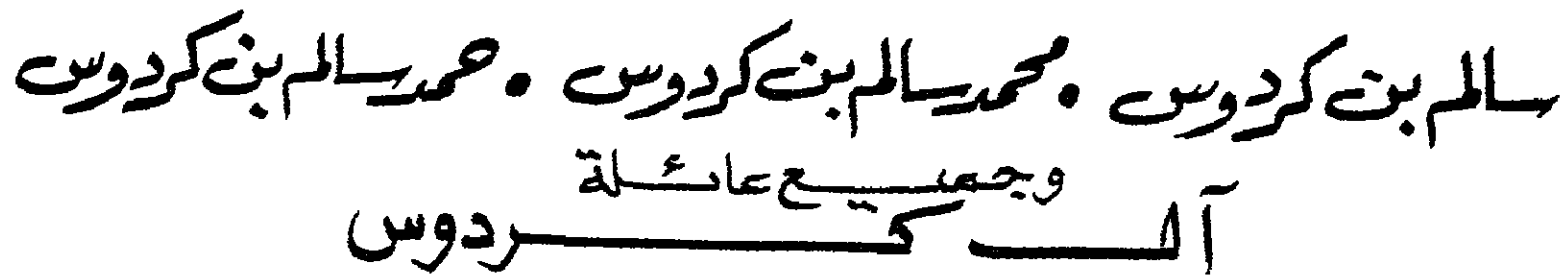 سالم بن كردوس • محمد سالم بن كردوس • حمد سالم بن كردوس
وجميع عائلة
آل كردوس